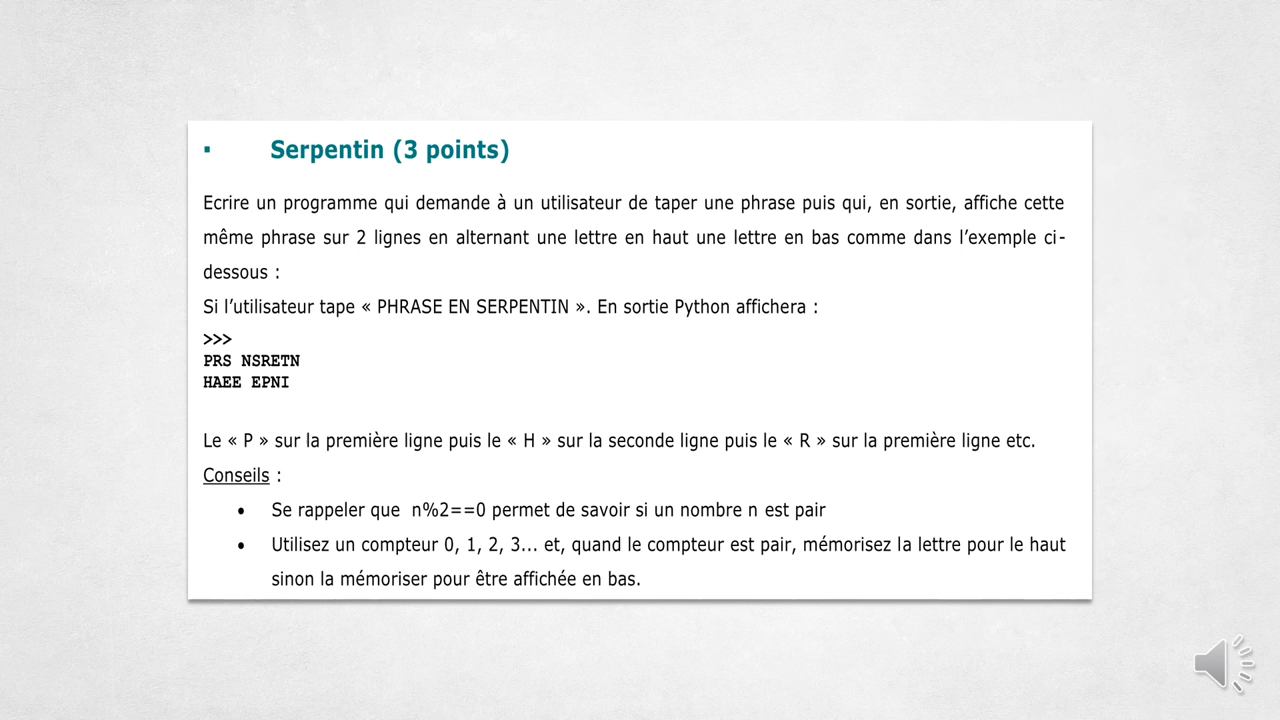 ▪ Serpentin (3 points)
Ecrire un programme qui demande à un utilisateur de taper une phrase puis qui, en sortie, affiche cette
même phrase sur 2 lignes en alternant une lettre en haut une lettre en bas comme dans l’exemple ci-
dessous :
Si l’utilisateur tape « PHRASE EN SERPENTIN ». En sortie Python affichera :
>>>
PRS NSRETN
HAEE EPNI
Le « P » sur la première ligne puis le « H » sur la seconde ligne puis le « R » sur la première ligne etc.
Conseils :
• Se rappeler que n%2==0 permet de savoir si un nombre n est pair
• Utilisez un compteur 0, 1, 2, 3... et, quand le compteur est pair, mémorisez la lettre pour le haut
sinon la mémoriser pour être affichée en bas.